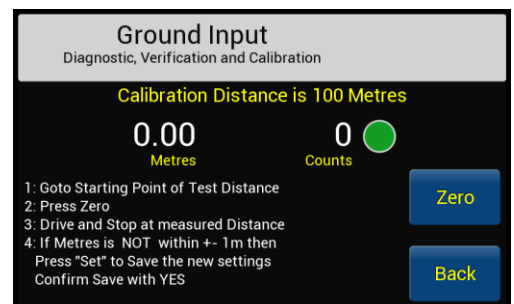 Ground Input
Diagnostic, Verification and Calibration
Calibration Distance is 100 Metres
0.00
Metres
0
Counts
1: Goto Starting Point of Test Distance
2: Press Zero
3: Drive and Stop at measured Distance
4: If Metres is NOT within +- 1m then
Press "Set" to Save the new settings
Confirm Save with YES
Zero
Back